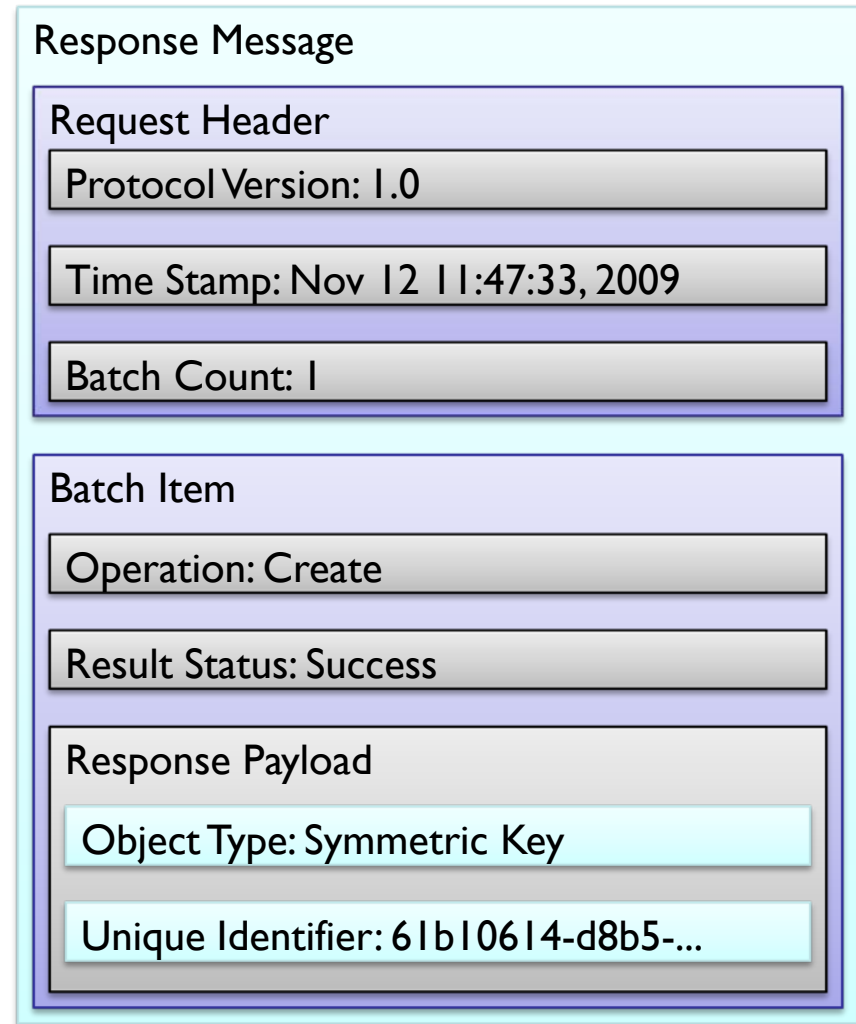 Response Message
Request Header
Protocol Version: 1.0
Time Stamp: Nov 12 11:47:33, 2009
Batch Count: 1
Batch Item
Operation: Create
Result Status: Success
Response Payload
Object Type: Symmetric Key
Unique Identifier: 61b10614-d8b5-...